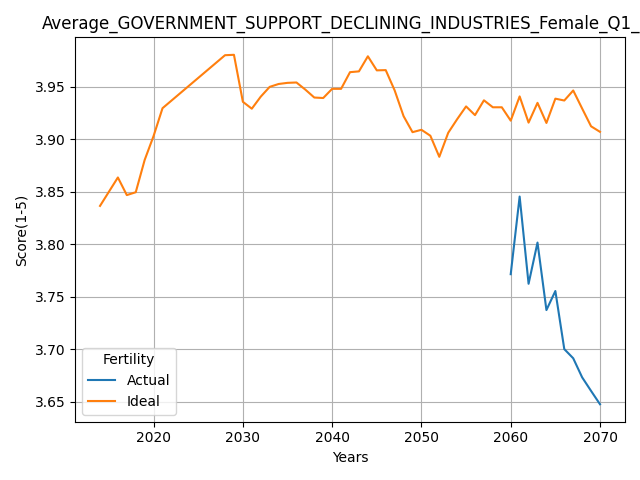 Average_GOVERNMENT_SUPPORT_DECLINING_INDUSTRIES_Female_Q1_
Score(1-5)
3.95
3.90
3.85
3.80
3.75
3.70
3.65
Fertility
Actual
Ideal
2020 2030 2040 2050 2060 2070
Years